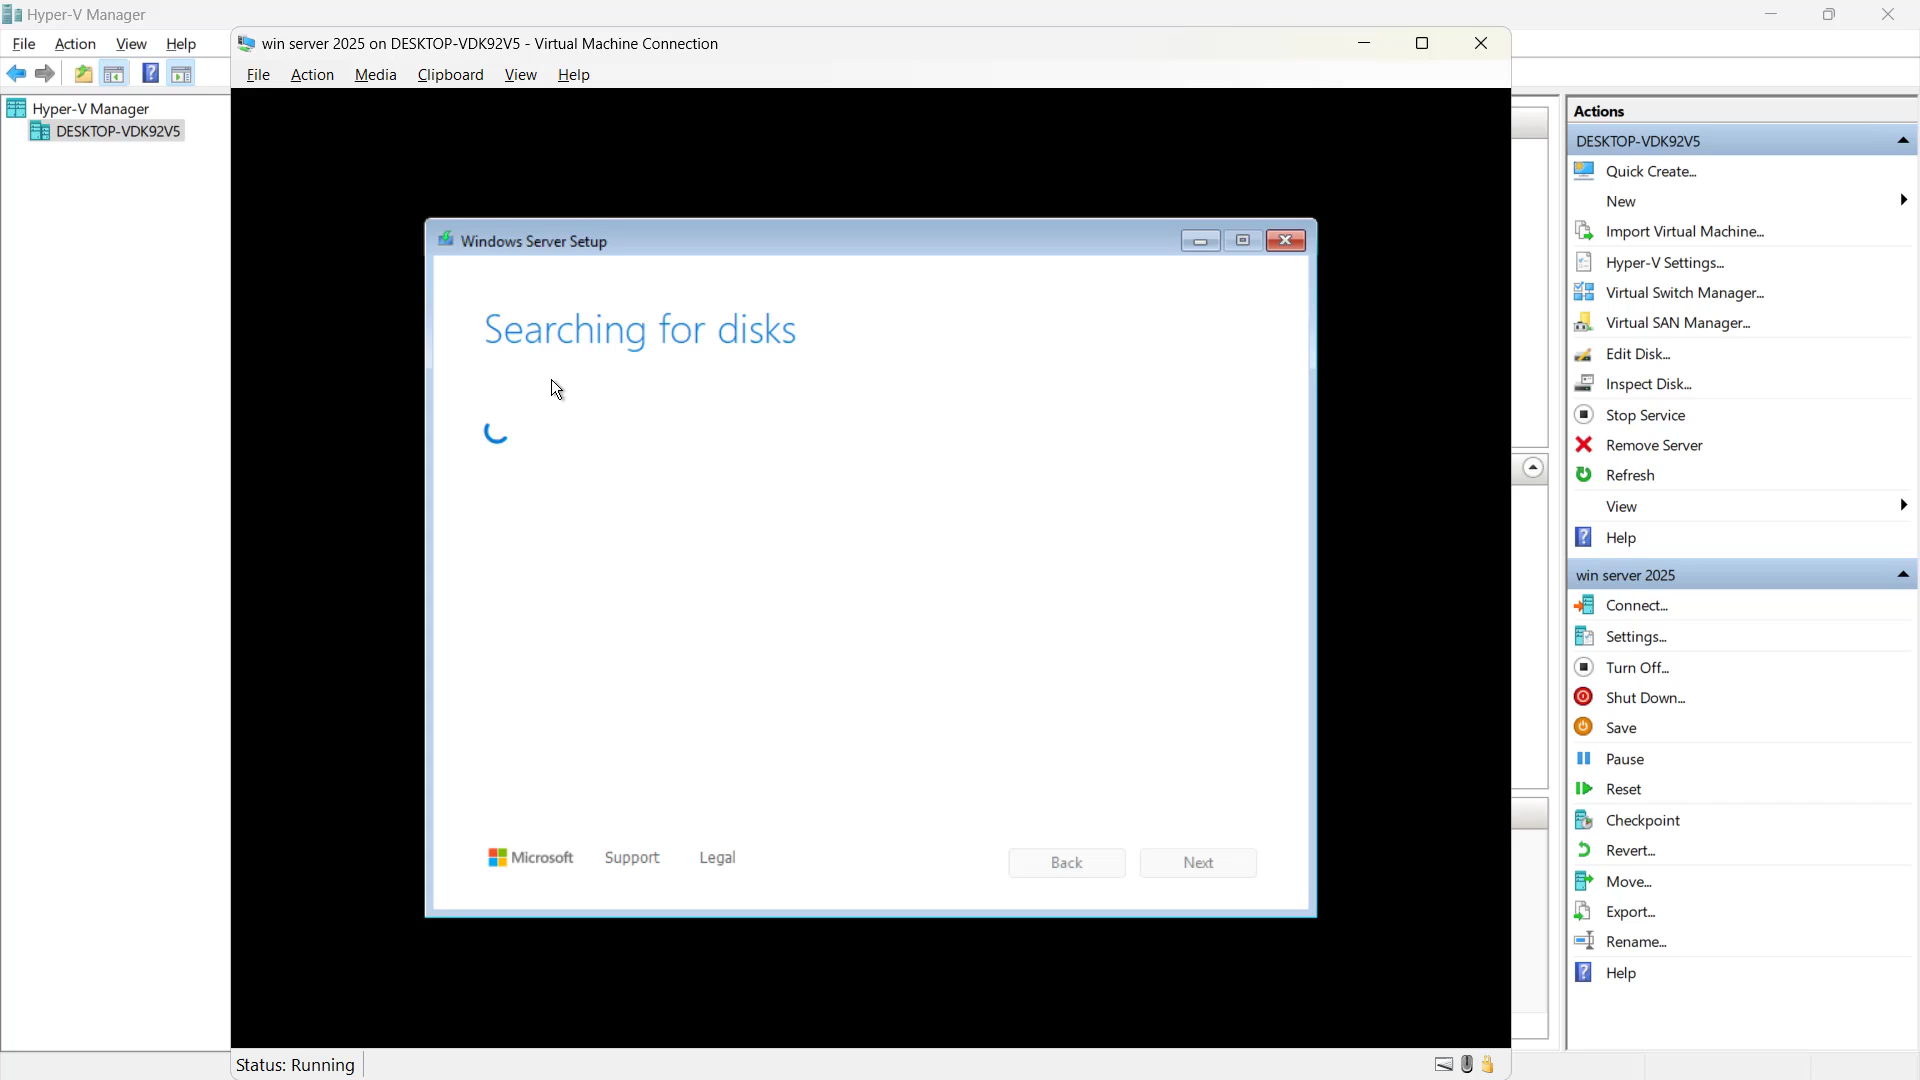 Hyper-V Manager
File Action View Help
Hyper-V Manager
DESKTOP-VDK92V5
win server 2025 on DESKTOP-VDK92V5 - Virtual Machine Connection
File Action Media Clipboard View Help
Windows Server Setup
Searching for disks
Microsoft Support Legal
Back Next
Status: Running
Actions
DESKTOP-VDK92V5
Quick Create...
New
Import Virtual Machine...
Hyper-V Settings...
Virtual Switch Manager...
Virtual SAN Manager...
Edit Disk...
Inspect Disk...
Stop Service
Remove Server
Refresh
View
Help
win server 2025
Connect...
Settings...
Turn Off...
Shut Down...
Save
Pause
Reset
Checkpoint
Revert...
Move...
Export...
Rename...
Help